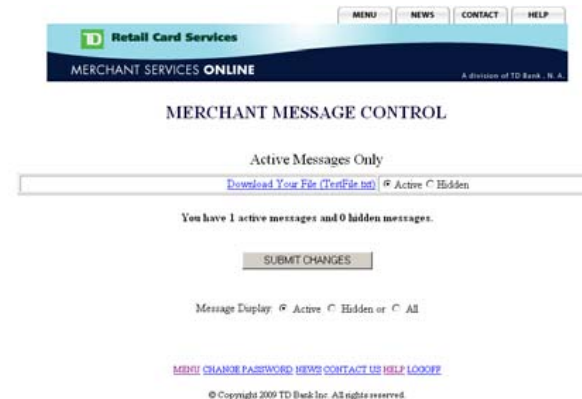 MENU NEWS CONTACT HELP
TD Retail Card Services
MERCHANT SERVICES ONLINE
A division of TD Bank, N. A.
MERCHANT MESSAGE CONTROL
Active Messages Only
Download Your File (TestFile.txt) Active Hidden
You have 1 active messages and 0 hidden messages.
SUBMIT CHANGES
Message Display: Active Hidden or All
MENU CHANGE PASSWORD NEWS CONTACT US HELP LOGOFF
© Copyright 2009 TD Bank Inc. All rights reserved.